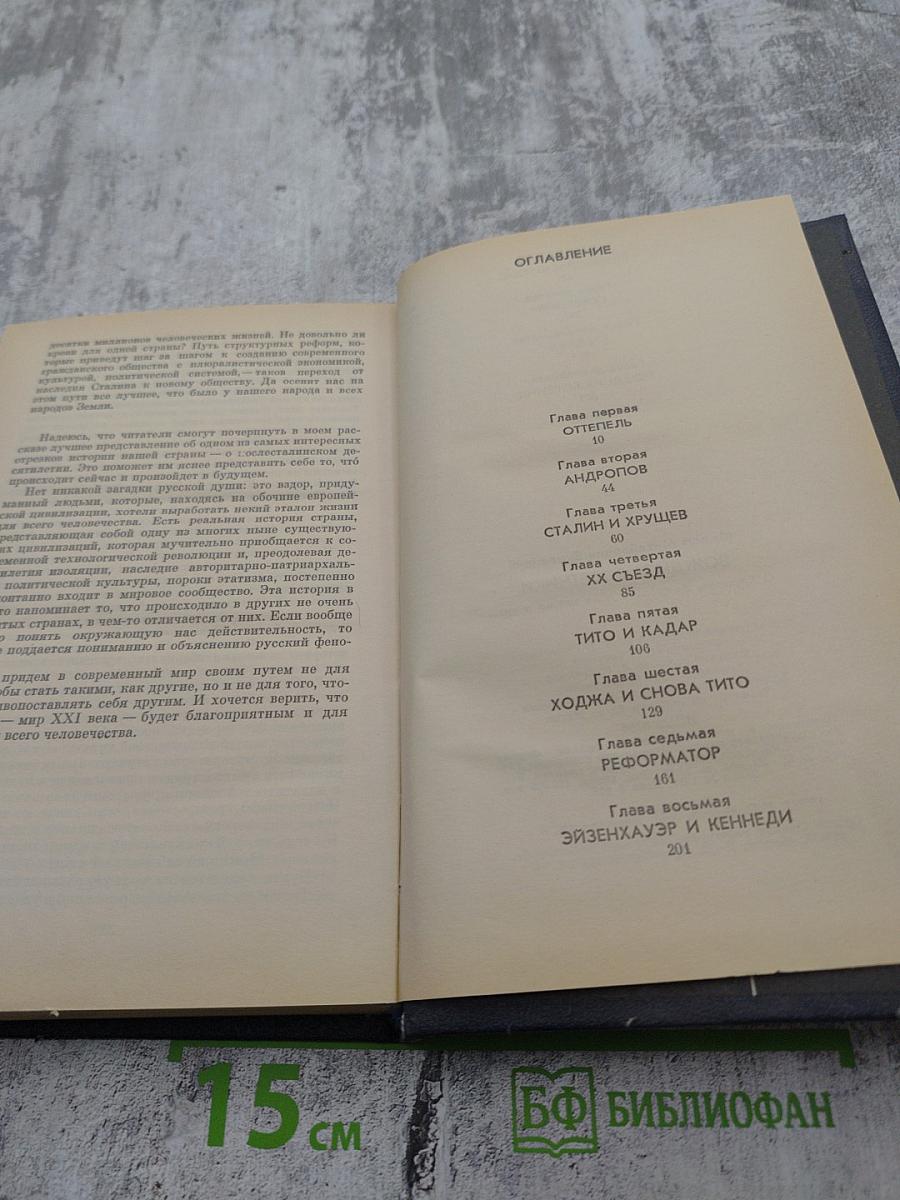 десятки миллионов человеческих жизней. Не довольно ли
крови для одной страны? Путь структурных реформ, ко-
торые приведут шаг за шагом к созданию современного
гражданского общества с плюралистической экономикой,
культурой, политической системой,— таков переход от
наследия Сталина к новому обществу. Да осенит нас на
этом пути все лучшее, что было у нашего народа и всех
народов Земли.
Надеюсь, что читатели смогут почерпнуть в моем рас-
сказе лучшее представление об одном из самых интересных
отрезков истории нашей страны — о послесталинском де-
сятилетии. Это поможет им яснее представить себе то, что́
происходит сейчас и произойдет в будущем.
Нет никакой загадки русской души: это вздор, приду-
манный людьми, которые, находясь на обочине европей-
ской цивилизации, хотели выработать некий эталон жизни
для всего человечества. Есть реальная история страны,
представляющая собой одну из многих ныне существую-
их цивилизаций, которая мучительно приобщается к со-
временной технологической революции и, преодолевая де-
илетия изоляции, наследие авторитарно-патриархаль-
политической культуры, пороки этатизма, постепенно
онтанно входит в мировое сообщество. Эта история в
то напоминает то, что происходило в других не очень
итых странах, в чем-то отличается от них. Если вообще
о понять окружающую нас действительность, то
е поддается пониманию и объяснению русский фено-
придем в современный мир своим путем не для
обы стать такими, как другие, но и не для того, что-
ивопоставлять себя другим. И хочется верить, что
— мир XXI века — будет благоприятным и для
всего человечества.
ОГЛАВЛЕНИЕ
Глава первая
ОТТЕПЕЛЬ
10
Глава вторая
АНДРОПОВ
44
Глава третья
СТАЛИН И ХРУЩЕВ
60
Глава четвертая
XX СЪЕЗД
85
Глава пятая
ТИТО И КАДАР
106
Глава шестая
ХОДЖА И СНОВА ТИТО
129
Глава седьмая
РЕФОРМАТОР
161
Глава восьмая
ЭЙЗЕНХАУЭР И КЕННЕДИ
201
15 см
БФ БИБЛИОФАН